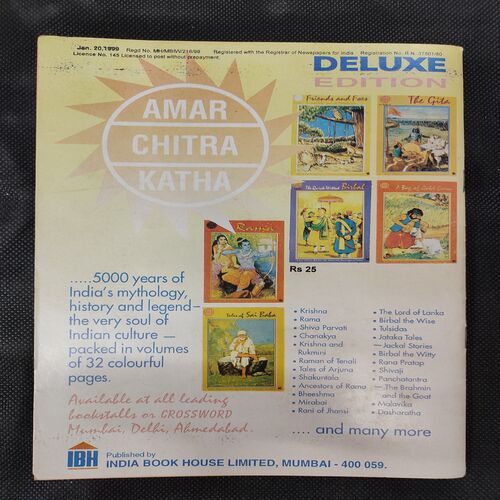 Jan. 20,1999 Regd No. MH/MBI/V/216/98 Registered with the Registrar of Newspapers for India Registration No. R.N. 37801/80
Licence No. 145 Licensed to post without prepayment.
DELUXE
EDITION
AMAR
CHITRA
KATHA
Friends and Foes
The Gita
The Quick Witted Birbal
A Bag of Gold Coins
Rama
Rs 25
Tales of Sai Baba
.....5000 years of
India's mythology,
history and legend–
the very soul of
Indian culture —
packed in volumes
of 32 colourful
pages.
Available at all leading
bookstalls or CROSSWORD
Mumbai, Delhi, Ahmedabad.
• Krishna
• Rama
• Shiva Parvati
• Chanakya
• Krishna and
Rukmini
• Raman of Tenali
• Tales of Arjuna
• Shakuntala
• Ancestors of Rama
• Bheeshma
• Mirabai
• Rani of Jhansi
• The Lord of Lanka
• Birbal the Wise
• Tulsidas
• Jataka Tales
– Jackal Stories
• Birbal the Witty
• Rana Pratap
• Shivaji
• Panchatantra
– The Brahmin
and the Goat
• Malavika
• Dasharatha
.... and many more
IBH
Published by
INDIA BOOK HOUSE LIMITED, MUMBAI - 400 059.